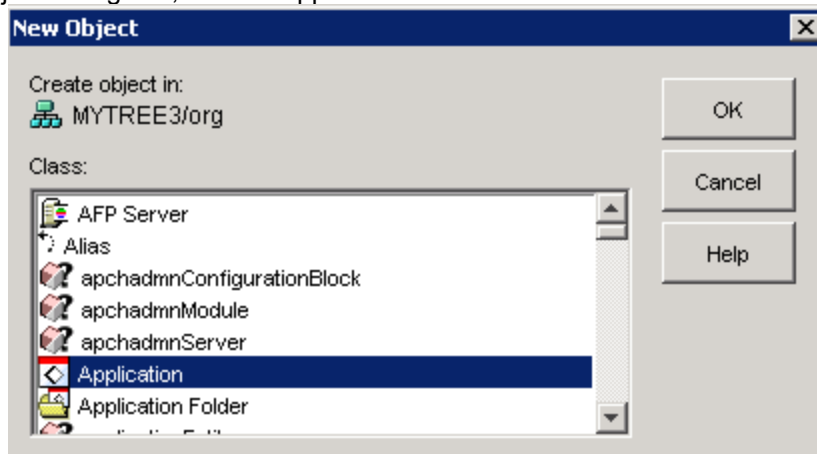 New Object
Create object in:
MYTREE3/org
OK
Class:
Cancel
AFP Server
Alias
Help
apchadmnConfigurationBlock
apchadmnModule
apchadmnServer
Application
Application Folder